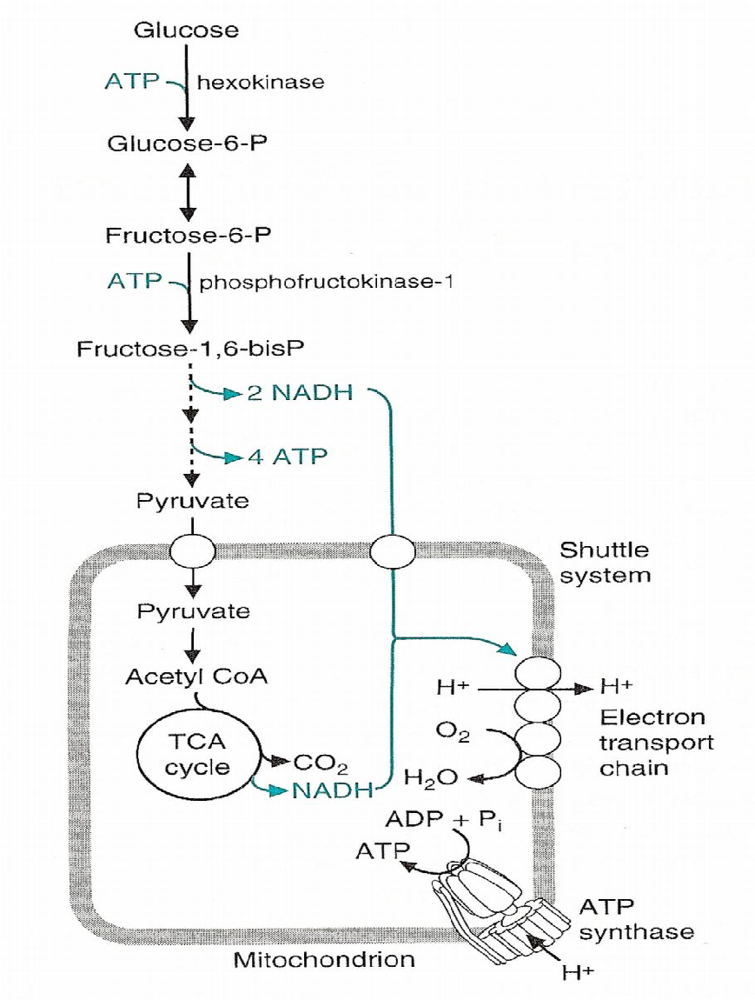 Glucose
ATP hexokinase
Glucose-6-P
Fructose-6-P
ATP phosphofructokinase-1
Fructose-1,6-bisP
2 NADH
4 ATP
Pyruvate
Shuttle
system
Pyruvate
Acetyl CoA
H+ H+
Electron
transport
chain
O₂
TCA
cycle
CO₂
H₂O
NADH
ADP + Pᵢ
ATP
ATP
synthase
Mitochondrion
H+